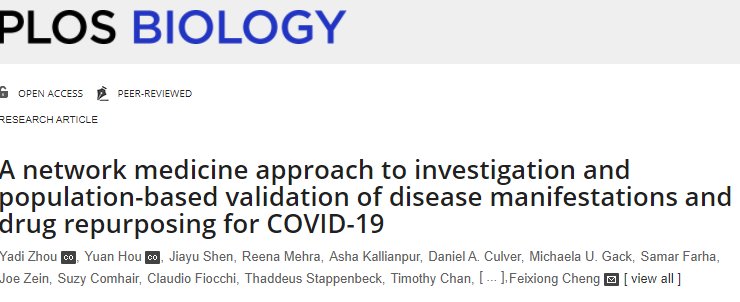 PLOS BIOLOGY
OPEN ACCESS PEER-REVIEWED
RESEARCH ARTICLE
A network medicine approach to investigation and
population-based validation of disease manifestations and
drug repurposing for COVID-19
Yadi Zhou co, Yuan Hou co, Jiayu Shen, Reena Mehra, Asha Kallianpur, Daniel A. Culver, Michaela U. Gack, Samar Farha,
Joe Zein, Suzy Comhair, Claudio Fiocchi, Thaddeus Stappenbeck, Timothy Chan, [ ... ], Feixiong Cheng [ view all ]